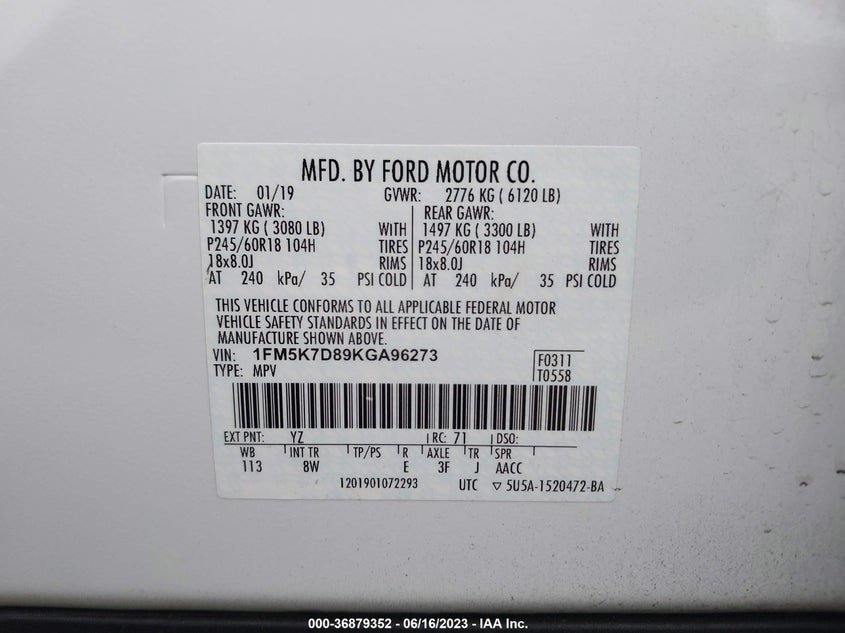 MFD. BY FORD MOTOR CO.
DATE: 01/19 GVWR: 2776 KG ( 6120 LB)
FRONT GAWR: REAR GAWR:
1397 KG ( 3080 LB) WITH 1497 KG ( 3300 LB) WITH
P245/60R18 104H TIRES P245/60R18 104H TIRES
18x8.0J RIMS 18x8.0J RIMS
AT 240 kPa/ 35 PSI COLD AT 240 kPa/ 35 PSI COLD
THIS VEHICLE CONFORMS TO ALL APPLICABLE FEDERAL MOTOR
VEHICLE SAFETY STANDARDS IN EFFECT ON THE DATE OF
MANUFACTURE SHOWN ABOVE.
VIN: 1FM5K7D89KGA96273 F0311
TYPE: MPV T0558
EXT PNT: YZ RC: 71 DSO:
WB INT TR TP/PS R AXLE TR SPR
113 8W E 3F J AACC
1201901072293 UTC ▽ 5U5A-1520472-BA
000-36879352 - 06/16/2023 - IAA Inc.